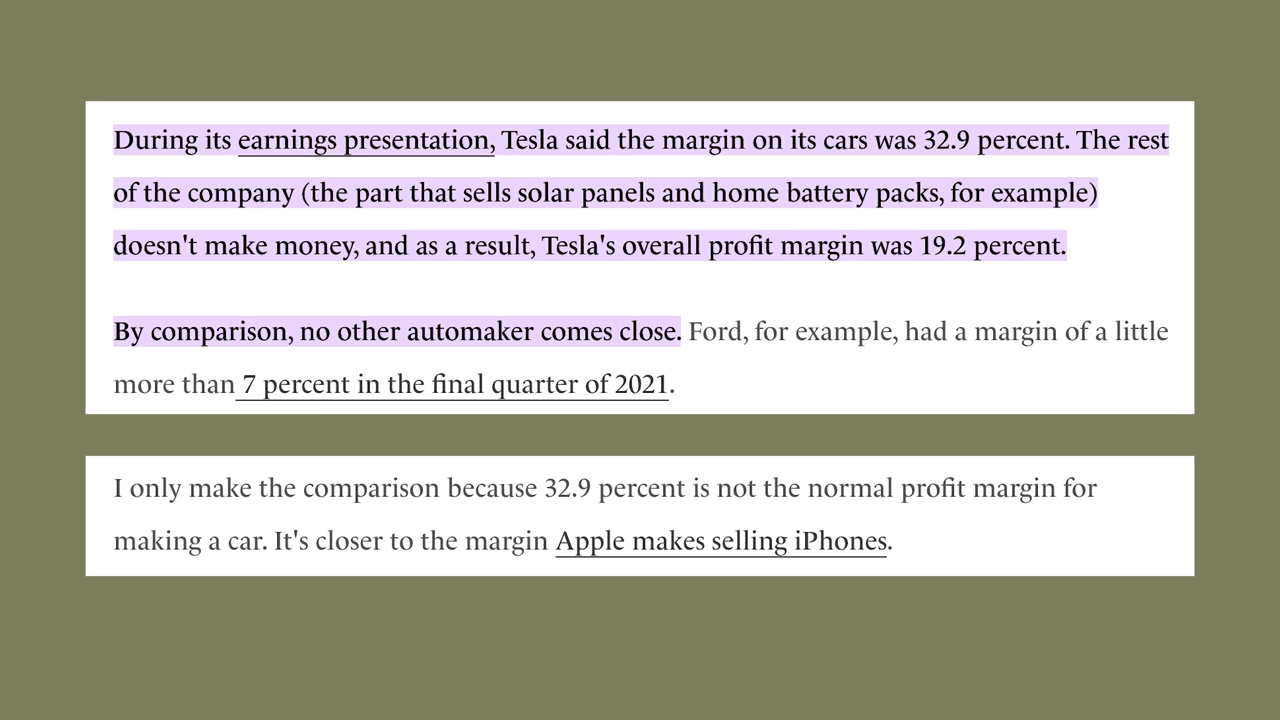 During its earnings presentation, Tesla said the margin on its cars was 32.9 percent. The rest
of the company (the part that sells solar panels and home battery packs, for example)
doesn't make money, and as a result, Tesla's overall profit margin was 19.2 percent.
By comparison, no other automaker comes close. Ford, for example, had a margin of a little
more than 7 percent in the final quarter of 2021.
I only make the comparison because 32.9 percent is not the normal profit margin for
making a car. It's closer to the margin Apple makes selling iPhones.